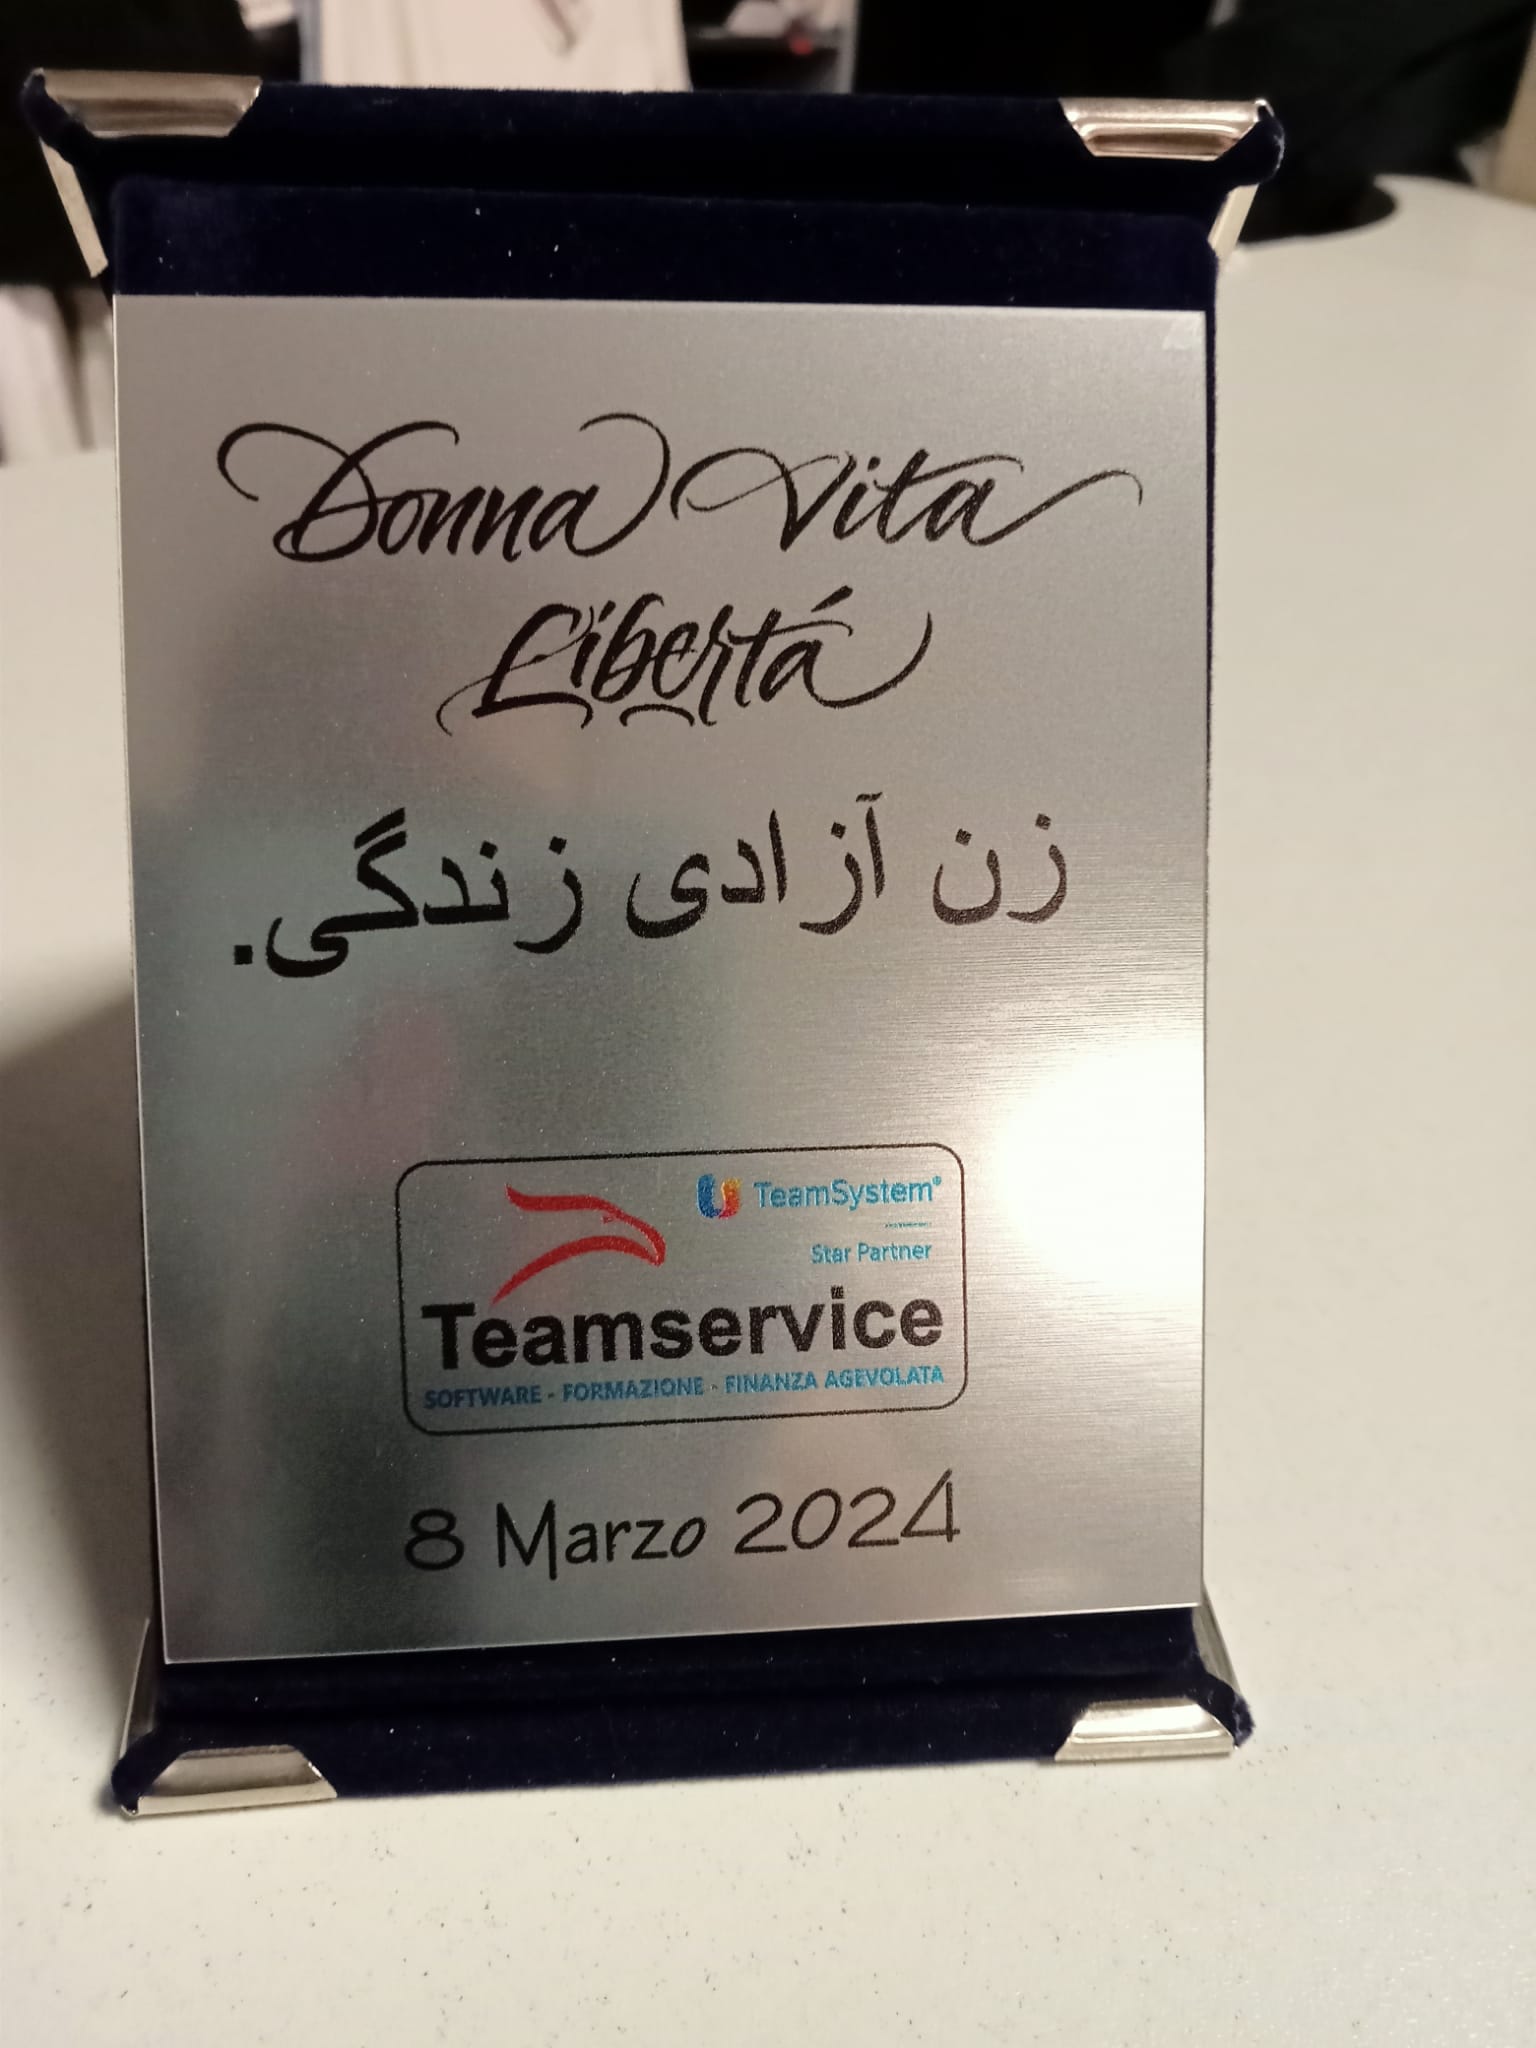 Donna Vita
Libertá
زن آزادی زندگی.
TeamSystem®
Star Partner
Teamservice
SOFTWARE - FORMAZIONE - FINANZA AGEVOLATA
8 Marzo 2024